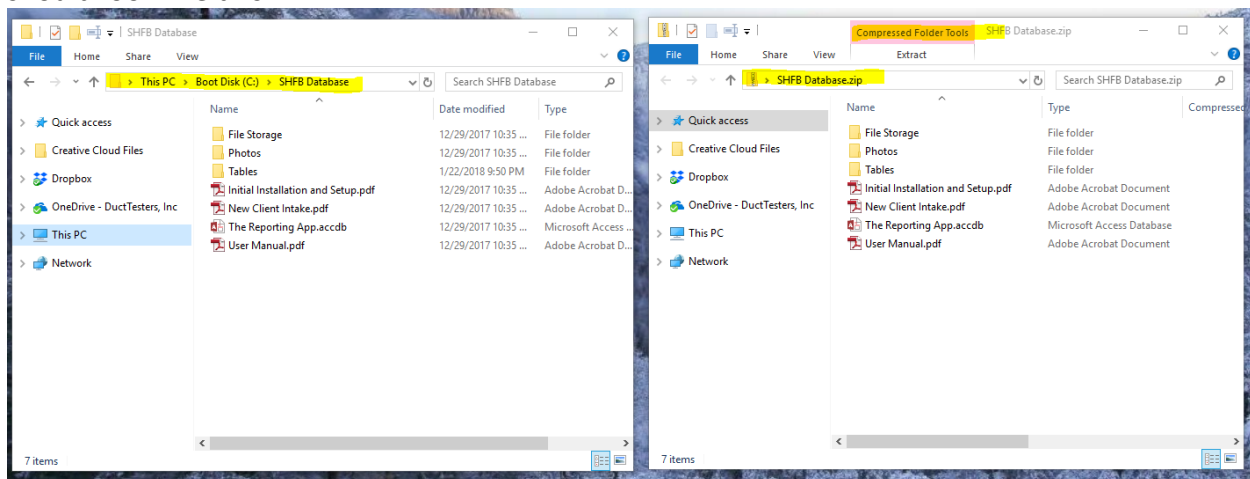 SHFB Database
File Home Share View
This PC > Boot Disk (C:) > SHFB Database
Search SHFB Database
Name Date modified Type
Quick access
Creative Cloud Files
Dropbox
OneDrive - DuctTesters, Inc
This PC
Network
File Storage 12/29/2017 10:35 ... File folder
Photos 12/29/2017 10:35 ... File folder
Tables 1/22/2018 9:50 PM File folder
Initial Installation and Setup.pdf 12/29/2017 10:35 ... Adobe Acrobat D...
New Client Intake.pdf 12/29/2017 10:35 ... Adobe Acrobat D...
The Reporting App.accdb 12/29/2017 10:35 ... Microsoft Access ...
User Manual.pdf 12/29/2017 10:35 ... Adobe Acrobat D...
7 items
Compressed Folder Tools SHFB Database.zip
File Home Share View Extract
SHFB Database.zip
Search SHFB Database.zip
Name Type Compressed
Quick access
Creative Cloud Files
Dropbox
OneDrive - DuctTesters, Inc
This PC
Network
File Storage File folder
Photos File folder
Tables File folder
Initial Installation and Setup.pdf Adobe Acrobat Document
New Client Intake.pdf Adobe Acrobat Document
The Reporting App.accdb Microsoft Access Database
User Manual.pdf Adobe Acrobat Document
7 items